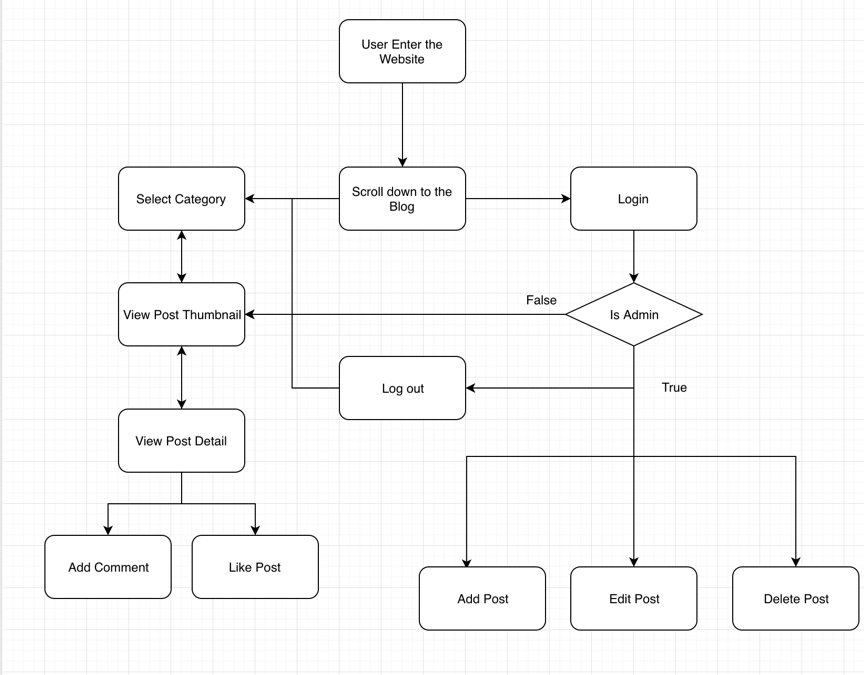 User Enter the
Website
Select Category
Scroll down to the
Blog
Login
False
View Post Thumbnail
Is Admin
Log out
True
View Post Detail
Add Comment
Like Post
Add Post
Edit Post
Delete Post